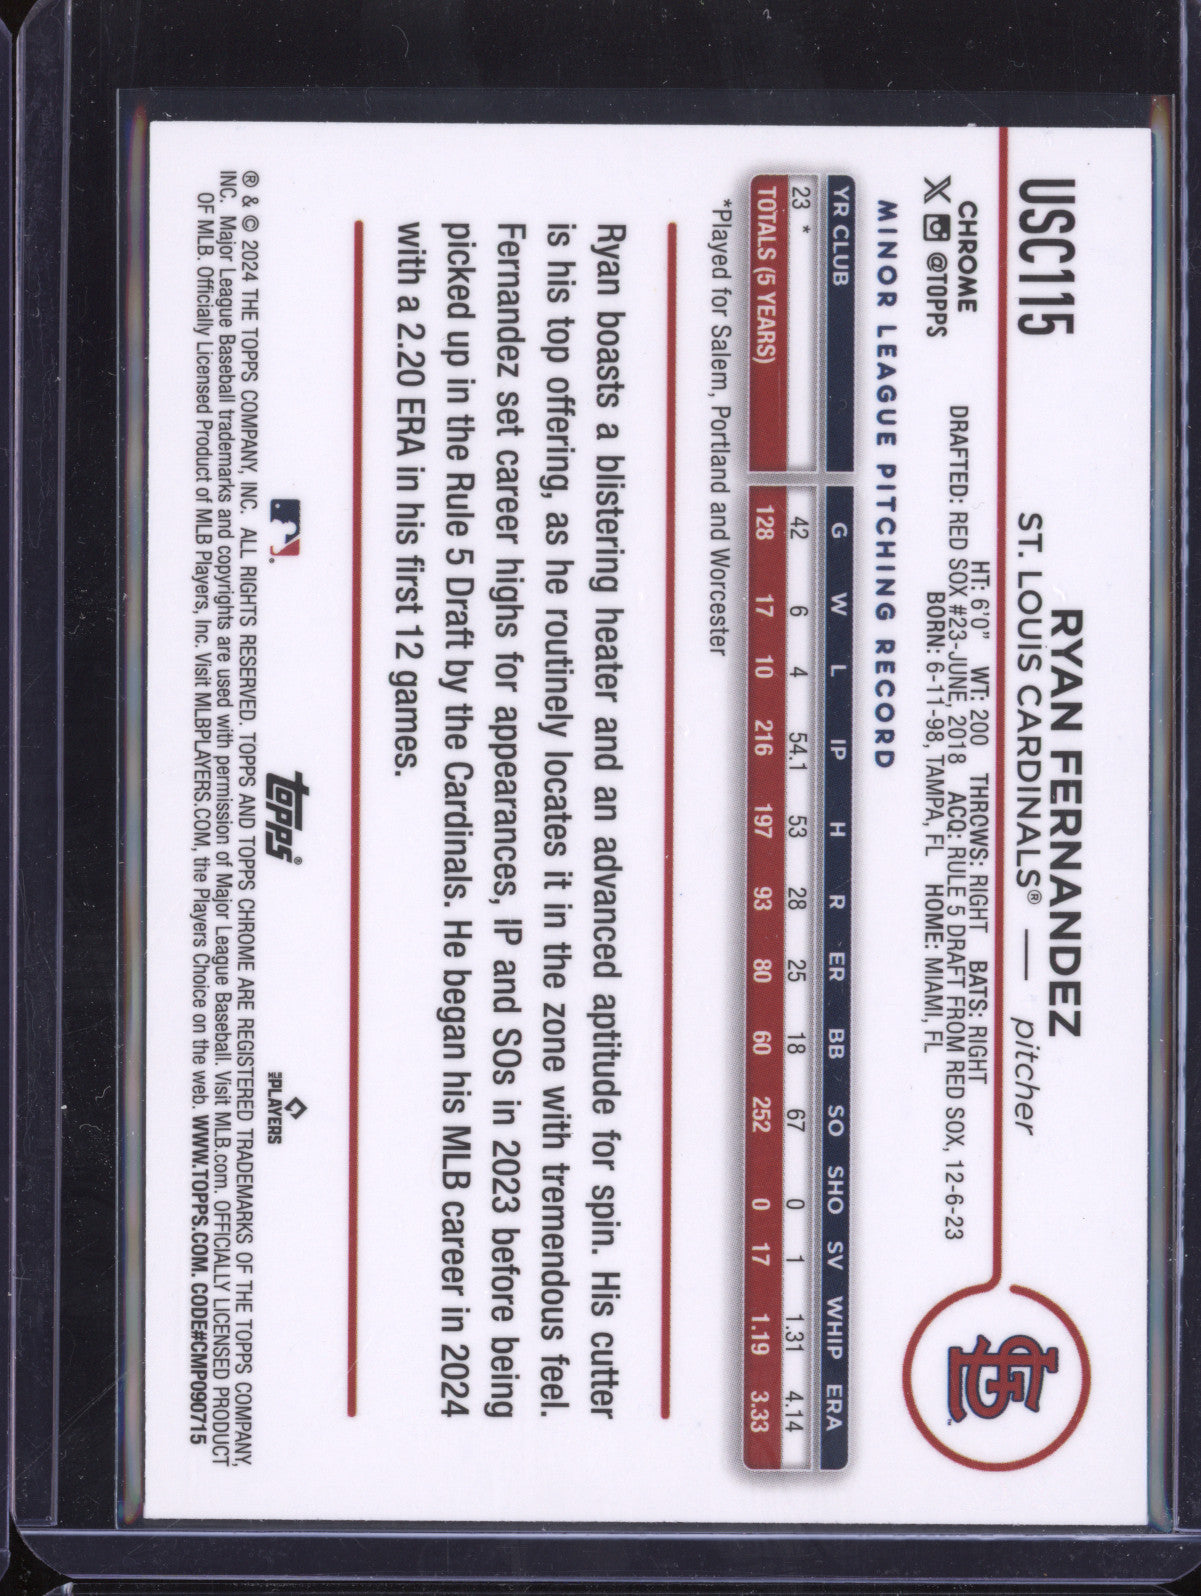 USC115
RYAN FERNANDEZ
ST. LOUIS CARDINALS® — pitcher
CHROME
X @TOPPS
HT: 6'0" WT: 200 THROWS: RIGHT BATS: RIGHT
DRAFTED: RED SOX #23-JUNE, 2018 ACQ: RULE 5 DRAFT FROM RED SOX, 12-6-23
BORN: 6-11-98, TAMPA, FL HOME: MIAMI, FL
STL
MINOR LEAGUE PITCHING RECORD
YR CLUB G W L IP H R ER BB SO SHO SV WHIP ERA
23 * 42 6 4 54.1 53 28 25 18 67 0 1 1.31 4.14
TOTALS (5 YEARS) 128 17 10 216 197 93 80 60 252 0 17 1.19 3.33
*Played for Salem, Portland and Worcester
Ryan boasts a blistering heater and an advanced aptitude for spin. His cutter
is his top offering, as he routinely locates it in the zone with tremendous feel.
Fernandez set career highs for appearances, IP and SOs in 2023 before being
picked up in the Rule 5 Draft by the Cardinals. He began his MLB career in 2024
with a 2.20 ERA in his first 12 games.
topps®
MLB PLAYERS
® & © 2024 THE TOPPS COMPANY, INC. ALL RIGHTS RESERVED. TOPPS AND TOPPS CHROME ARE REGISTERED TRADEMARKS OF THE TOPPS COMPANY,
INC. Major League Baseball trademarks and copyrights are used with permission of Major League Baseball. Visit MLB.com. OFFICIALLY LICENSED PRODUCT
OF MLB. Officially Licensed Product of MLB Players, Inc. Visit MLBPLAYERS.COM, the Players Choice on the web. WWW.TOPPS.COM. CODE#CMP090715